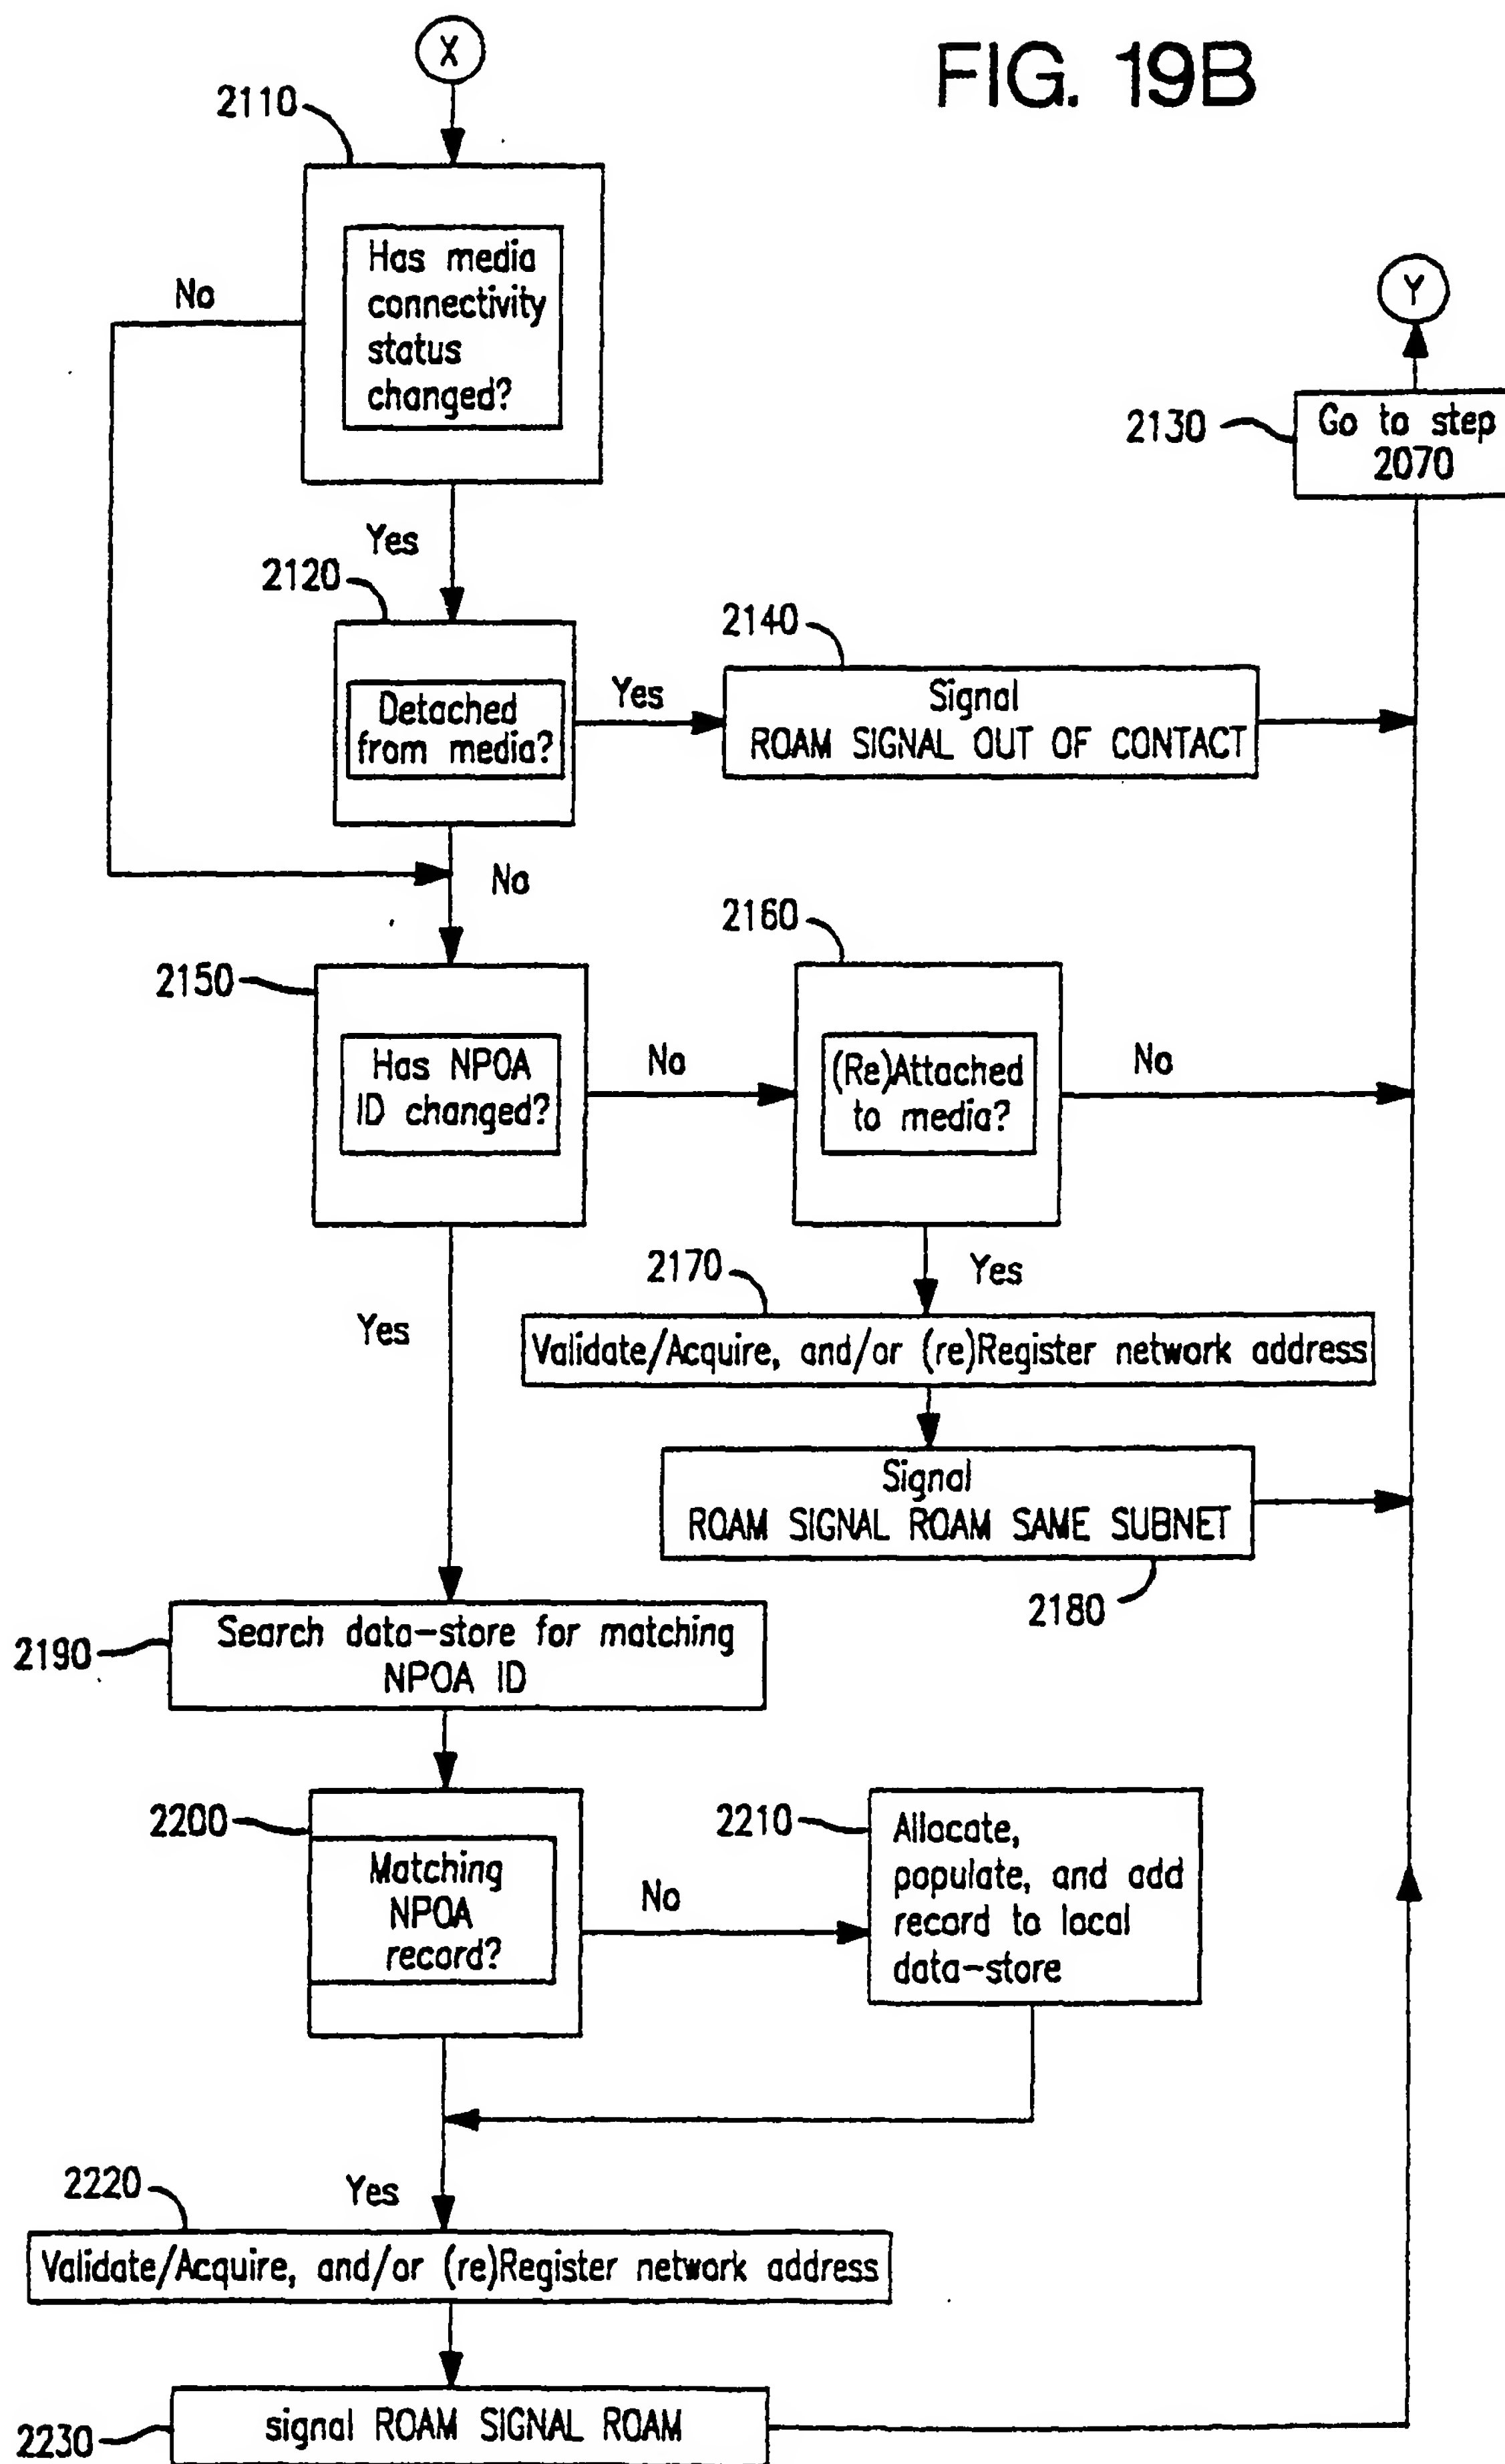 X
FIG. 19B
2110
Has media
connectivity
status
changed?
No
Y
2130
Go to step
2070
Yes
2120
Detached
from media?
Yes
2140
Signal
ROAM SIGNAL OUT OF CONTACT
No
2150
Has NPOA
ID changed?
No
2160
(Re)Attached
to media?
No
Yes
2170
Yes
Validate/Acquire, and/or (re)Register network address
Signal
ROAM SIGNAL ROAM SAME SUBNET
2180
2190
Search data-store for matching
NPOA ID
2200
Matching
NPOA
record?
No
2210
Allocate,
populate, and add
record to local
data-store
2220
Yes
Validate/Acquire, and/or (re)Register network address
2230
signal ROAM SIGNAL ROAM